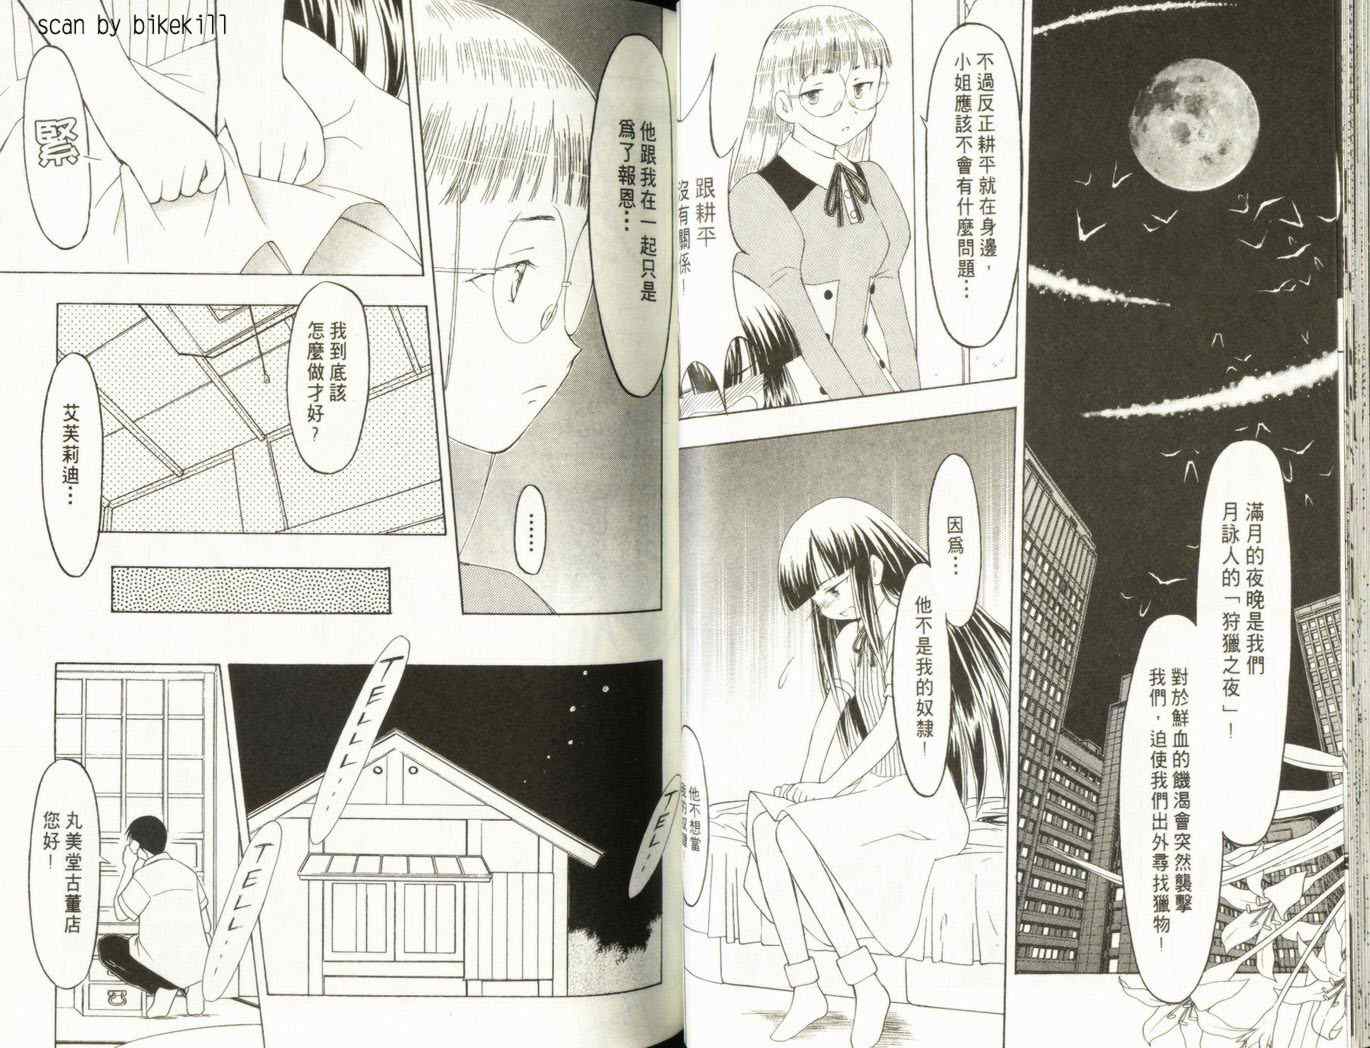 scan by bikekill
滿月的夜晚是我們
月詠人的「狩獵之夜」！
對於鮮血的饑渴會突然襲擊
我們，迫使我們出外尋找獵物！
不過反正耕平就在身邊，
小姐應該不會有什麼問題…
跟耕平
沒有關係！
因為…
他不是我的奴隸！
他不想當
他跟我在一起只是
為了報恩…
……
緊
我到底該
怎麼做才好？
艾芙莉迪…
TELLL…
TELL…
TELL…
丸美堂古董店
您好！